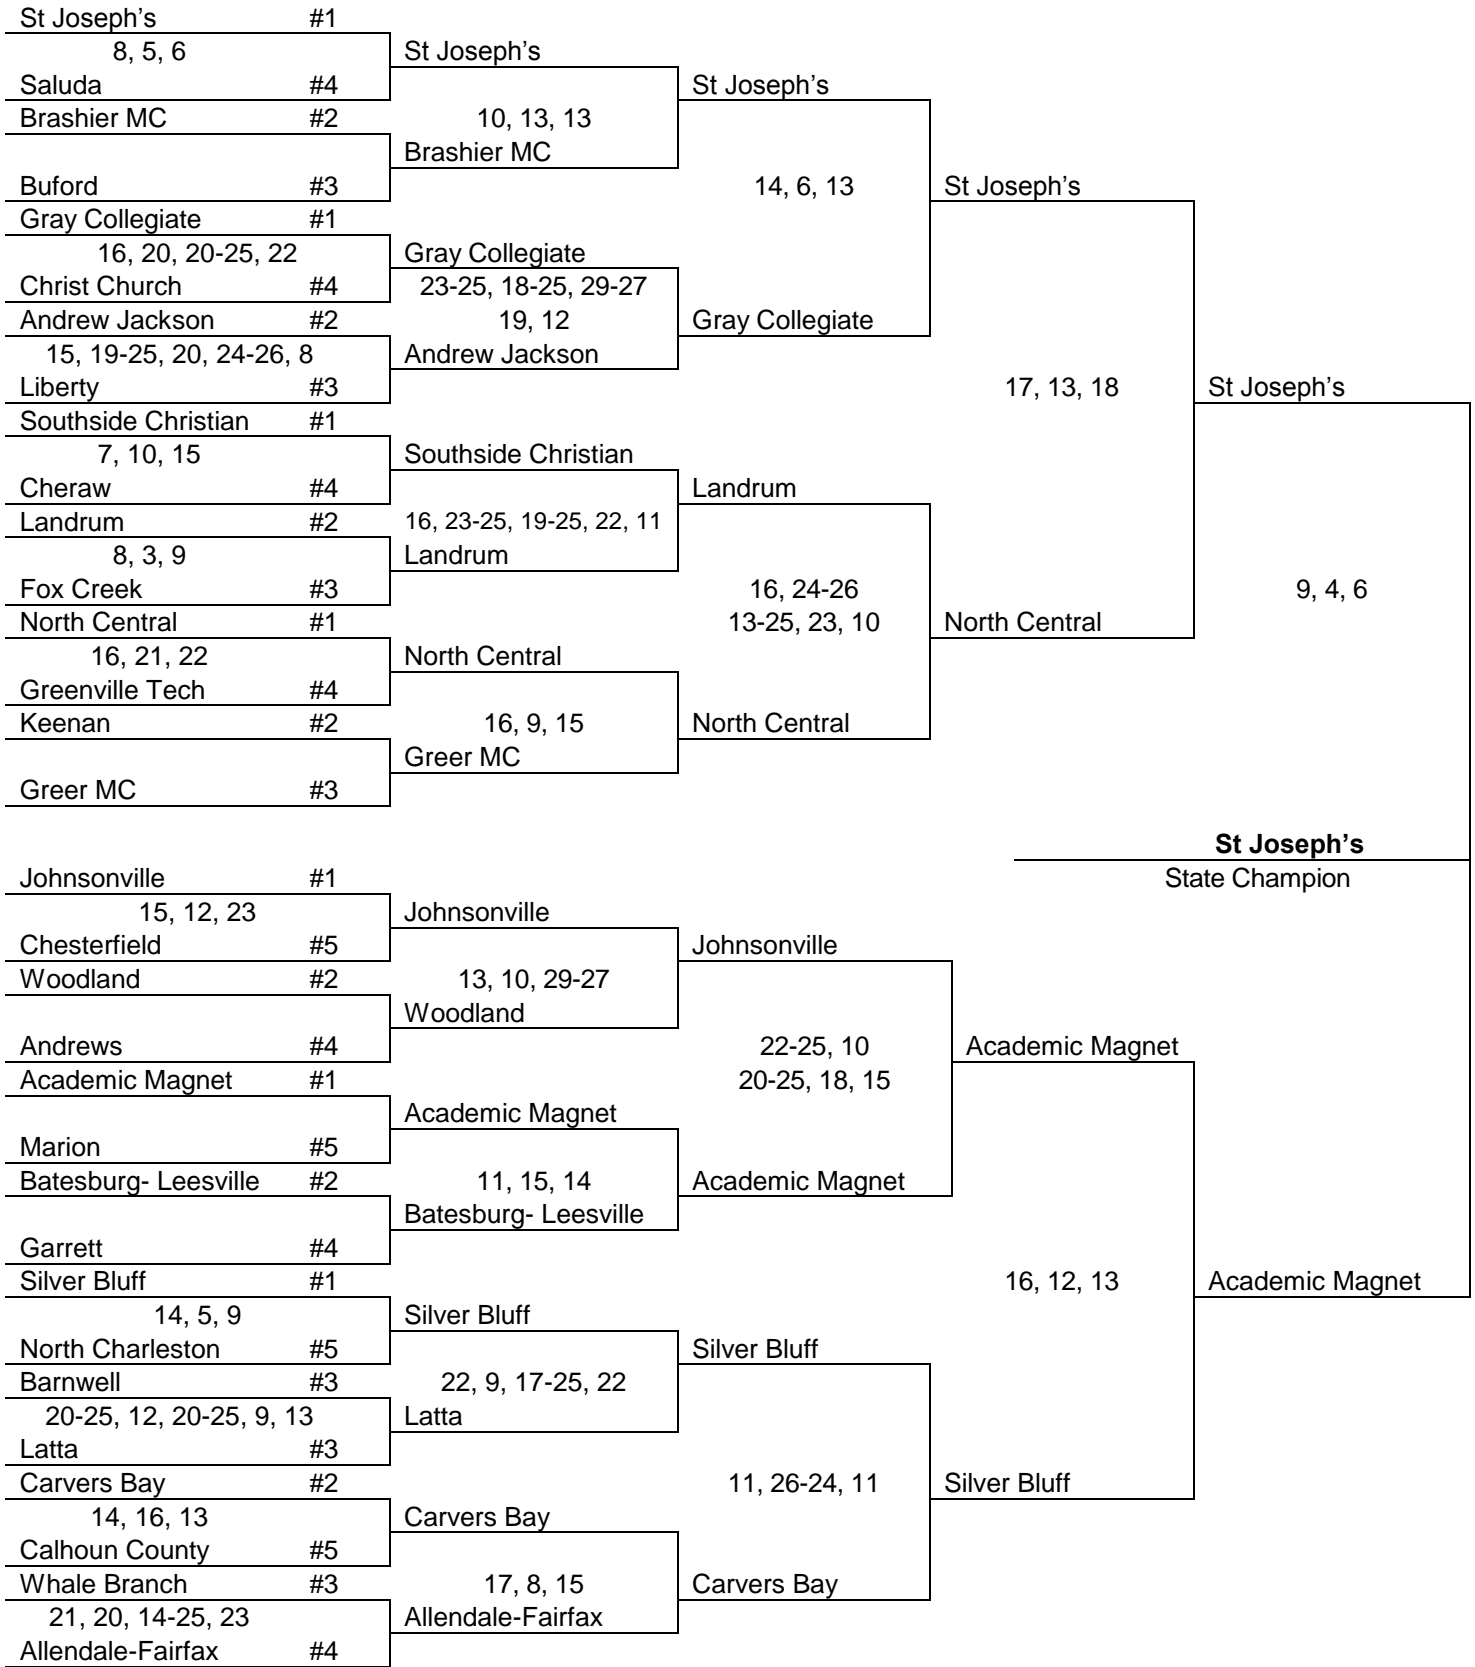 St Joseph’s #1
8, 5, 6 St Joseph’s
Saluda #4 St Joseph’s
Brashier MC #2 10, 13, 13
Brashier MC
Buford #3 14, 6, 13 St Joseph’s
Gray Collegiate #1
16, 20, 20-25, 22 Gray Collegiate
Christ Church #4 23-25, 18-25, 29-27
Andrew Jackson #2 19, 12 Gray Collegiate
15, 19-25, 20, 24-26, 8 Andrew Jackson
Liberty #3 17, 13, 18 St Joseph’s
Southside Christian #1
7, 10, 15 Southside Christian
Cheraw #4 Landrum
Landrum #2 16, 23-25, 19-25, 22, 11
8, 3, 9 Landrum
Fox Creek #3 16, 24-26 9, 4, 6
North Central #1 13-25, 23, 10 North Central
16, 21, 22 North Central
Greenville Tech #4
Keenan #2 16, 9, 15 North Central
Greer MC
Greer MC #3
St Joseph’s
Johnsonville #1 State Champion
15, 12, 23 Johnsonville
Chesterfield #5 Johnsonville
Woodland #2 13, 10, 29-27
Woodland
Andrews #4 22-25, 10 Academic Magnet
Academic Magnet #1 20-25, 18, 15
Academic Magnet
Marion #5
Batesburg- Leesville #2 11, 15, 14 Academic Magnet
Batesburg- Leesville
Garrett #4
Silver Bluff #1 16, 12, 13 Academic Magnet
14, 5, 9 Silver Bluff
North Charleston #5 Silver Bluff
Barnwell #3 22, 9, 17-25, 22
20-25, 12, 20-25, 9, 13 Latta
Latta #3
Carvers Bay #2 11, 26-24, 11 Silver Bluff
14, 16, 13 Carvers Bay
Calhoun County #5
Whale Branch #3 17, 8, 15 Carvers Bay
21, 20, 14-25, 23 Allendale-Fairfax
Allendale-Fairfax #4